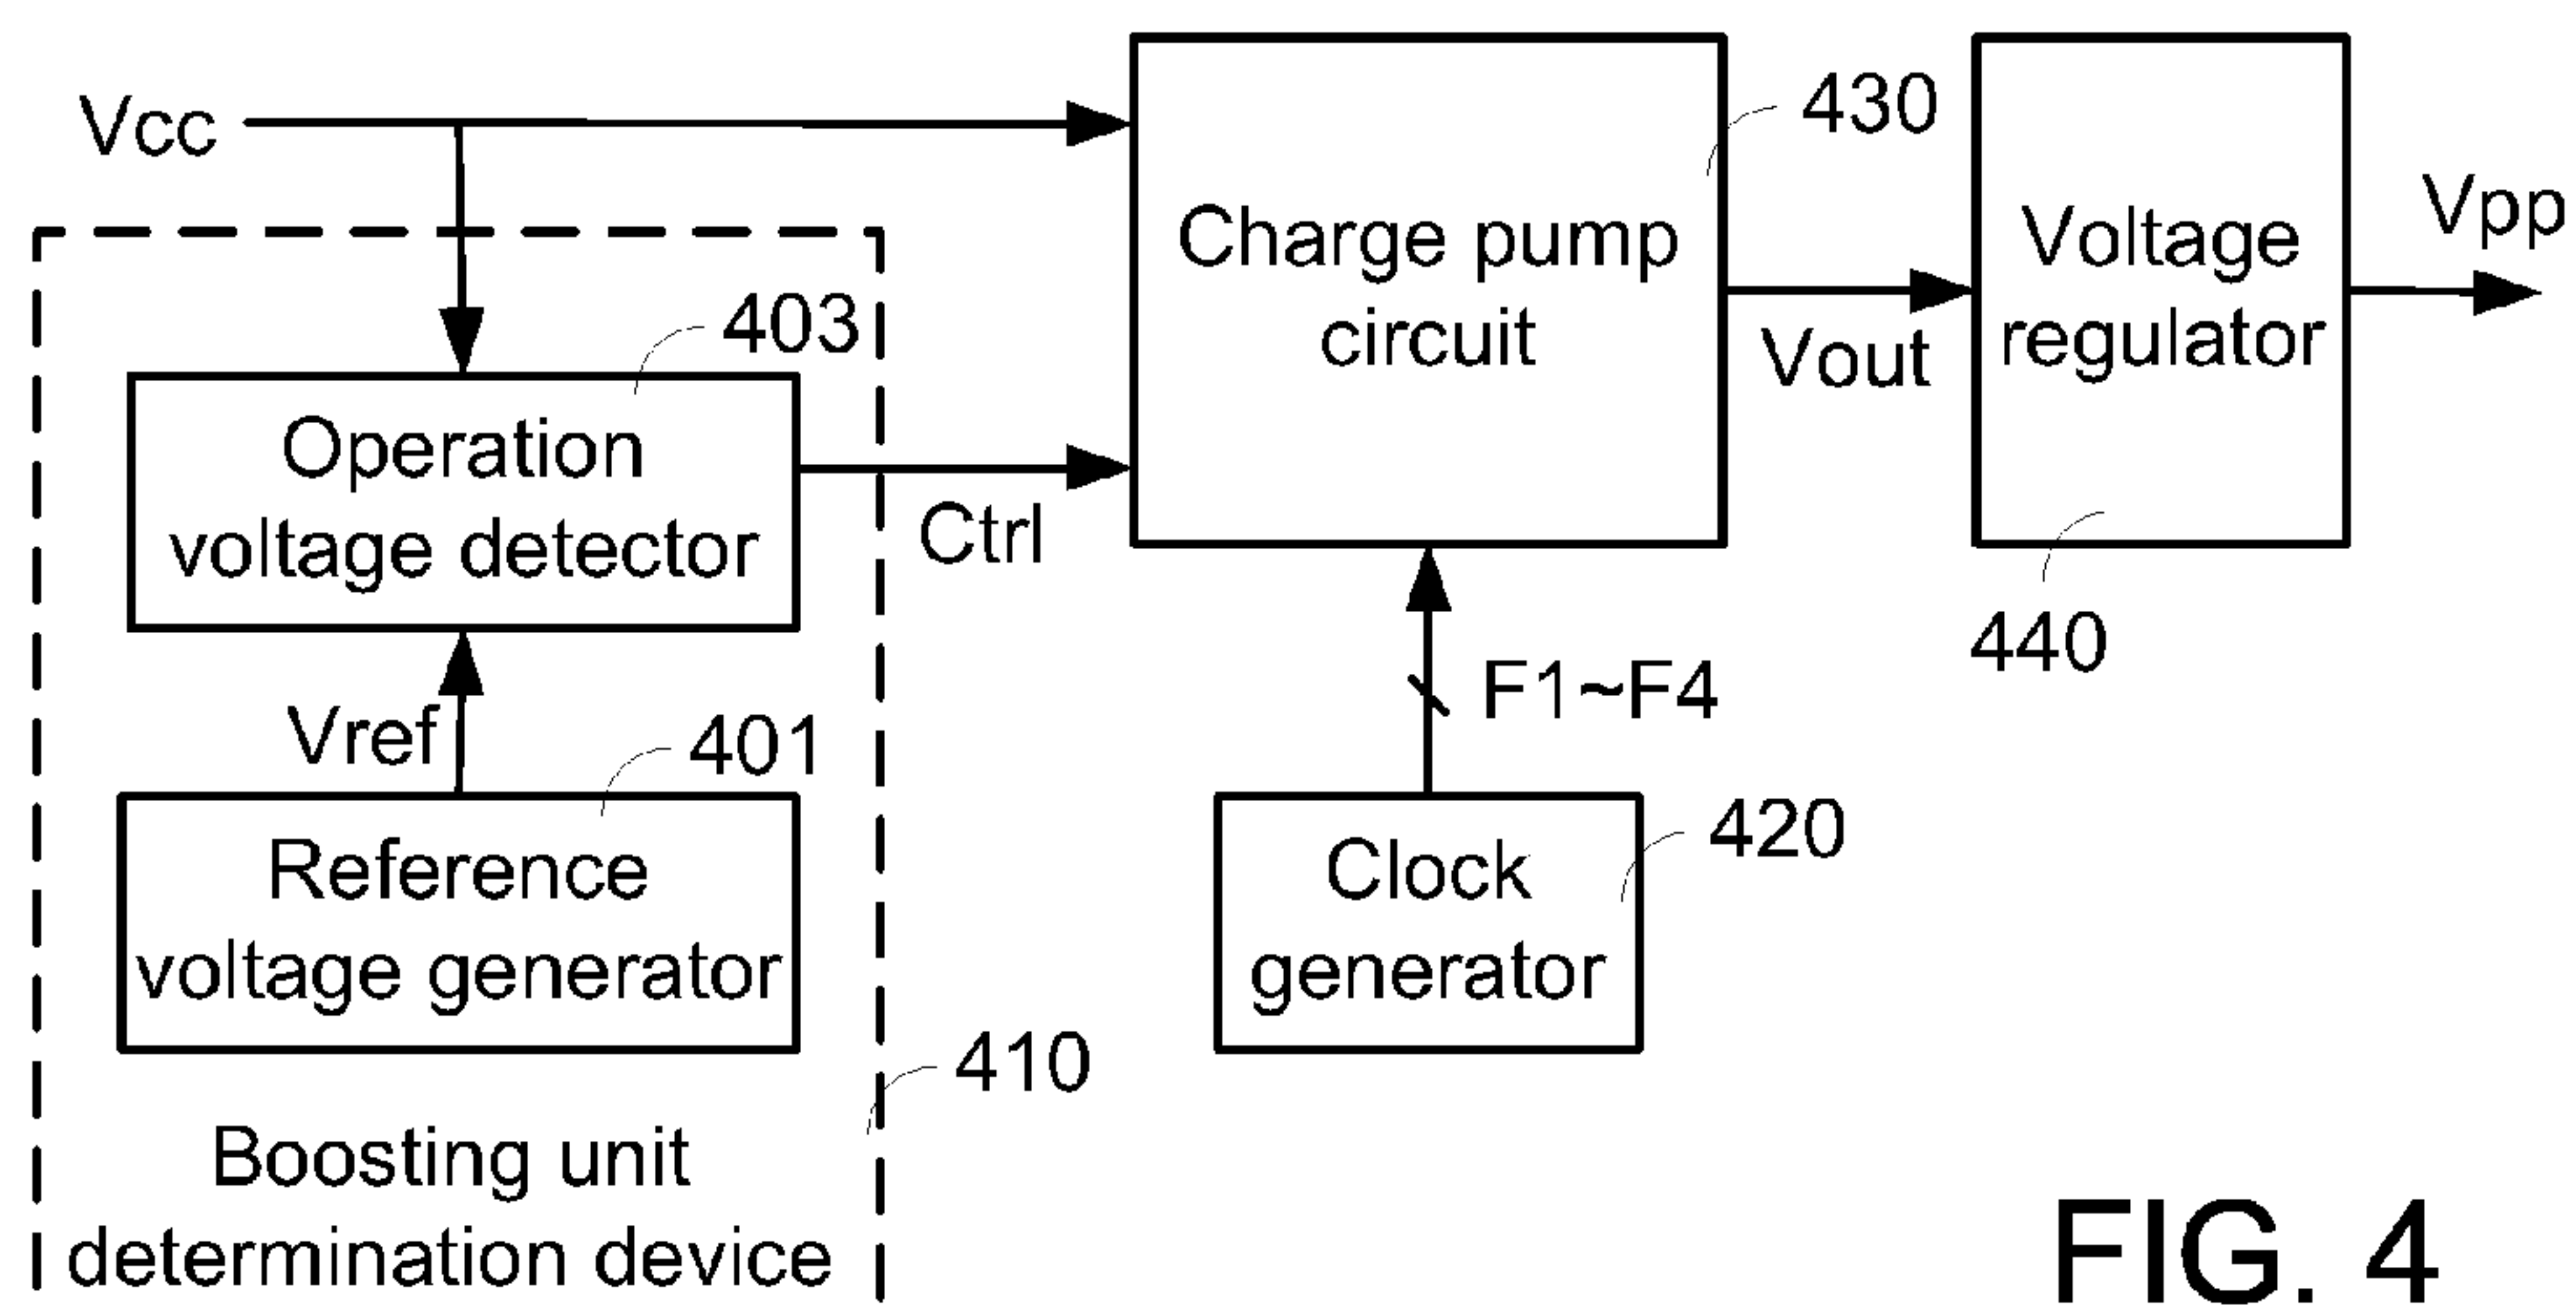 Vcc
430
Charge pump
circuit
Voltage
regulator
Vpp
403
Operation
voltage detector
Ctrl
Vout
440
Vref
401
F1~F4
Reference
voltage generator
Clock
generator
420
410
Boosting unit
determination device
FIG. 4